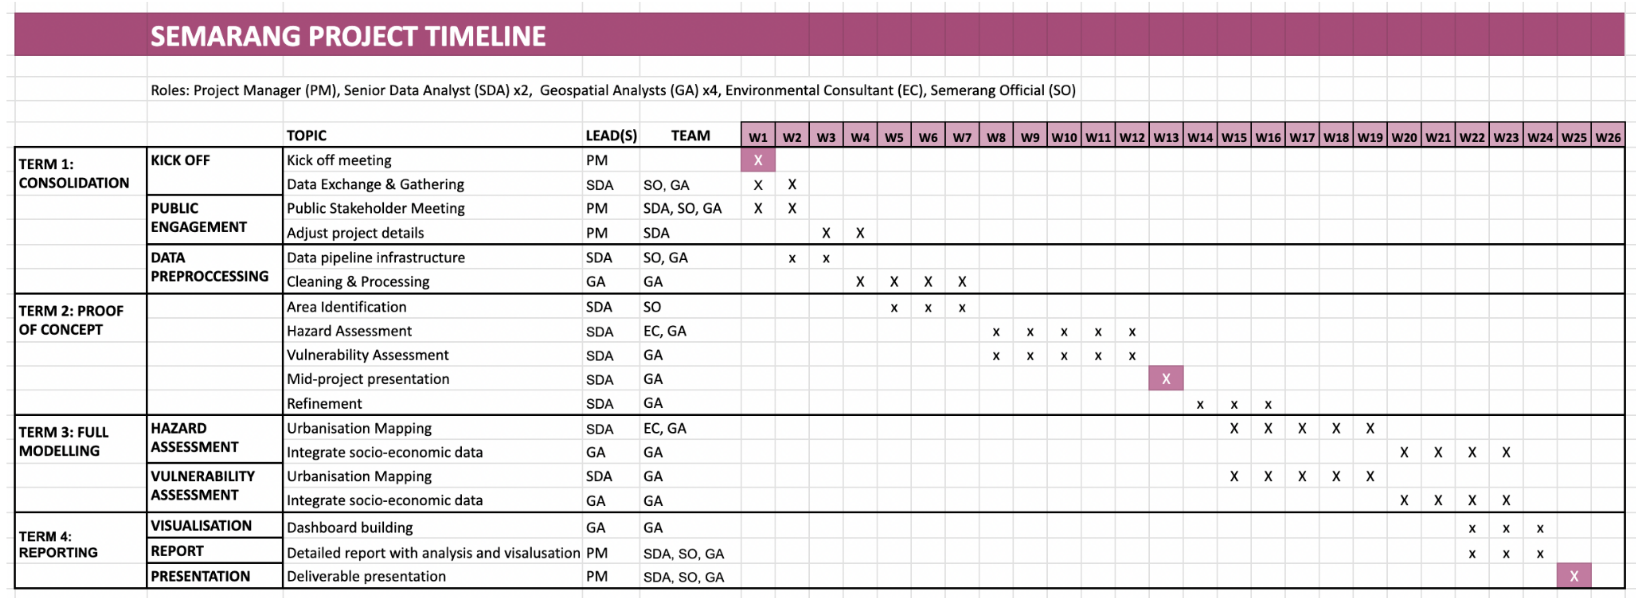 SEMARANG PROJECT TIMELINE
Roles: Project Manager (PM), Senior Data Analyst (SDA) x2, Geospatial Analysts (GA) x4, Environmental Consultant (EC), Semerang Official (SO)
TOPIC LEAD(S) TEAM W1 W2 W3 W4 W5 W6 W7 W8 W9 W10 W11 W12 W13 W14 W15 W16 W17 W18 W19 W20 W21 W22 W23 W24 W25 W26
TERM 1: CONSOLIDATION KICK OFF Kick off meeting PM X
Data Exchange & Gathering SDA SO, GA X X
PUBLIC ENGAGEMENT Public Stakeholder Meeting PM SDA, SO, GA X X
Adjust project details PM SDA X X
DATA PREPROCCESSING Data pipeline infrastructure SDA SO, GA x x
Cleaning & Processing GA GA X X X X
TERM 2: PROOF OF CONCEPT Area Identification SDA SO x x x
Hazard Assessment SDA EC, GA x x x x x
Vulnerability Assessment SDA GA x x x x x
Mid-project presentation SDA GA X
Refinement SDA GA x x x
TERM 3: FULL MODELLING HAZARD ASSESSMENT Urbanisation Mapping SDA EC, GA X X X X X
Integrate socio-economic data GA GA X X X X
VULNERABILITY ASSESSMENT Urbanisation Mapping SDA GA X X X X X
Integrate socio-economic data GA GA X X X X
TERM 4: REPORTING VISUALISATION Dashboard building GA GA x x x
REPORT Detailed report with analysis and visalusation PM SDA, SO, GA x x x
PRESENTATION Deliverable presentation PM SDA, SO, GA X